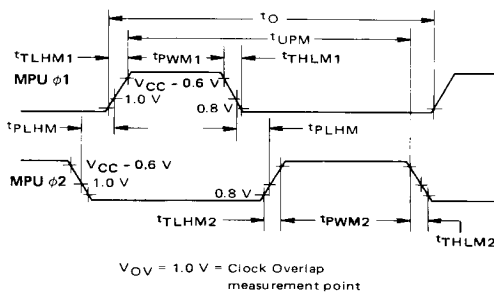 tO
tUPM
tTLHM1 tPWM1 tTHLM1
MPU φ1
VCC - 0.6 V
1.0 V 0.8 V
tPLHM tPLHM
VCC - 0.6 V
MPU φ2
1.0 V 0.8 V
tTLHM2 tPWM2
tTHLM2
VOV = 1.0 V = Clock Overlap
measurement point